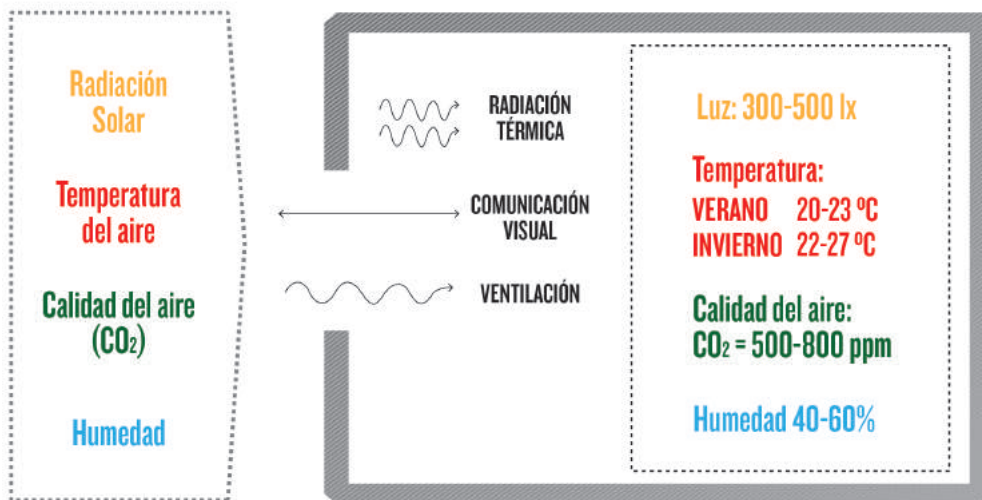 Radiación
Solar
Temperatura
del aire
Calidad del aire
(CO₂)
Humedad
RADIACIÓN
TÉRMICA
COMUNICACIÓN
VISUAL
VENTILACIÓN
Luz: 300-500 lx
Temperatura:
VERANO 20-23 ºC
INVIERNO 22-27 ºC
Calidad del aire:
CO₂ = 500-800 ppm
Humedad 40-60%